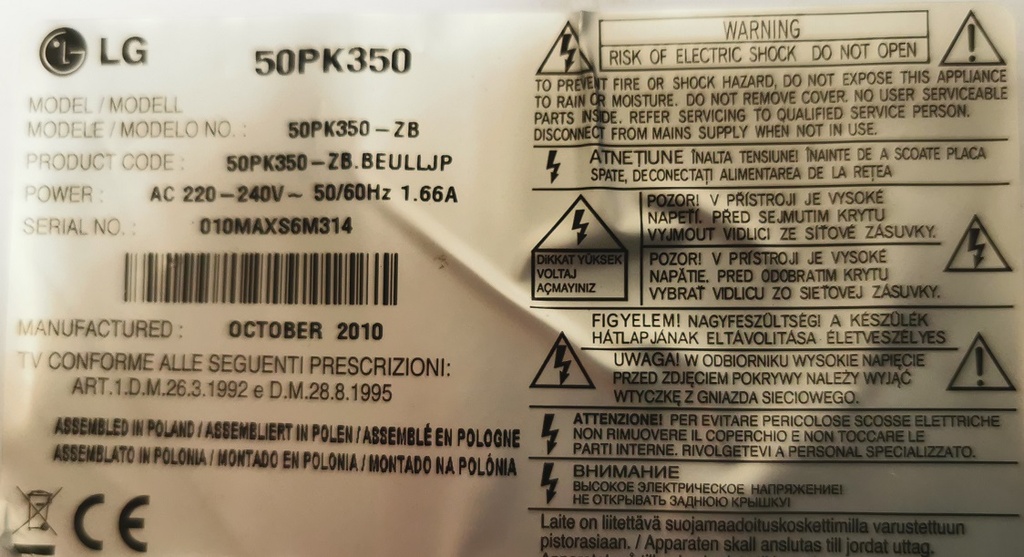 LG 50PK350
MODEL / MODELL
MODELE / MODELO NO. : 50PK350-ZB
PRODUCT CODE : 50PK350-ZB.BEULLJP
POWER : AC 220-240V~ 50/60Hz 1.66A
SERIAL NO. : 010MAXS6M314
MANUFACTURED : OCTOBER 2010
TV CONFORME ALLE SEGUENTI PRESCRIZIONI:
ART.1.D.M.26.3.1992 e D.M.28.8.1995
ASSEMBLED IN POLAND / ASSEMBLIERT IN POLEN / ASSEMBLÉ EN POLOGNE
ASSEMBLATO IN POLONIA / MONTADO EN POLONIA / MONTADO NA POLÓNIA
CE
WARNING
RISK OF ELECTRIC SHOCK DO NOT OPEN
TO PREVENT FIRE OR SHOCK HAZARD, DO NOT EXPOSE THIS APPLIANCE
TO RAIN OR MOISTURE. DO NOT REMOVE COVER. NO USER SERVICEABLE
PARTS INSIDE. REFER SERVICING TO QUALIFIED SERVICE PERSON.
DISCONNECT FROM MAINS SUPPLY WHEN NOT IN USE.
ATNEȚIUNE ÎNALTA TENSIUNE! ÎNAINTE DE A SCOATE PLACA
SPATE, DECONECTAȚI ALIMENTAREA DE LA REȚEA
DIKKAT YÜKSEK
VOLTAJ
AÇMAYINIZ
POZOR! V PŘÍSTROJI JE VYSOKÉ
NAPETÍ. PŘED SEJMUTIM KRYTU
VYJMOUT VIDLICI ZE SÍŤOVÉ ZÁSUVKY.
POZOR! V PRÍSTROJI JE VYSOKÉ
NAPÄTIE. PRED ODOBRATIM KRYTU
VYBRAŤ VIDLICU ZO SIEŤOVEJ ZÁSUVKY.
FIGYELEM! NAGYFESZÜLTSÉG! A KÉSZÜLÉK
HÁTLAPJÁNAK ELTÁVOLITÁSA ÉLETVESZÉLYES
UWAGA! W ODBIORNIKU WYSOKIE NAPIĘCIE
PRZED ZDJĘCIEM POKRYWY NALEŻY WYJĄĆ
WTYCZKĘ Z GNIAZDA SIECIOWEGO.
ATTENZIONE! PER EVITARE PERICOLOSE SCOSSE ELETTRICHE
NON RIMUOVERE IL COPERCHIO E NON TOCCARE LE
PARTI INTERNE. RIVOLGETEVI A PERSONAL SPECIALIZZATO.
ВНИМАНИЕ
ВЫСОКОЕ ЭЛЕКТРИЧЕСКОЕ НАПРЯЖЕНИЕ!
НЕ ОТКРЫВАТЬ ЗАДНЮЮ КРЫШКУ!
Laite on liitettävä suojamaadoituskoskettimilla varustettuun
pistorasiaan. / Apparaten skall anslutas till jordat uttag.